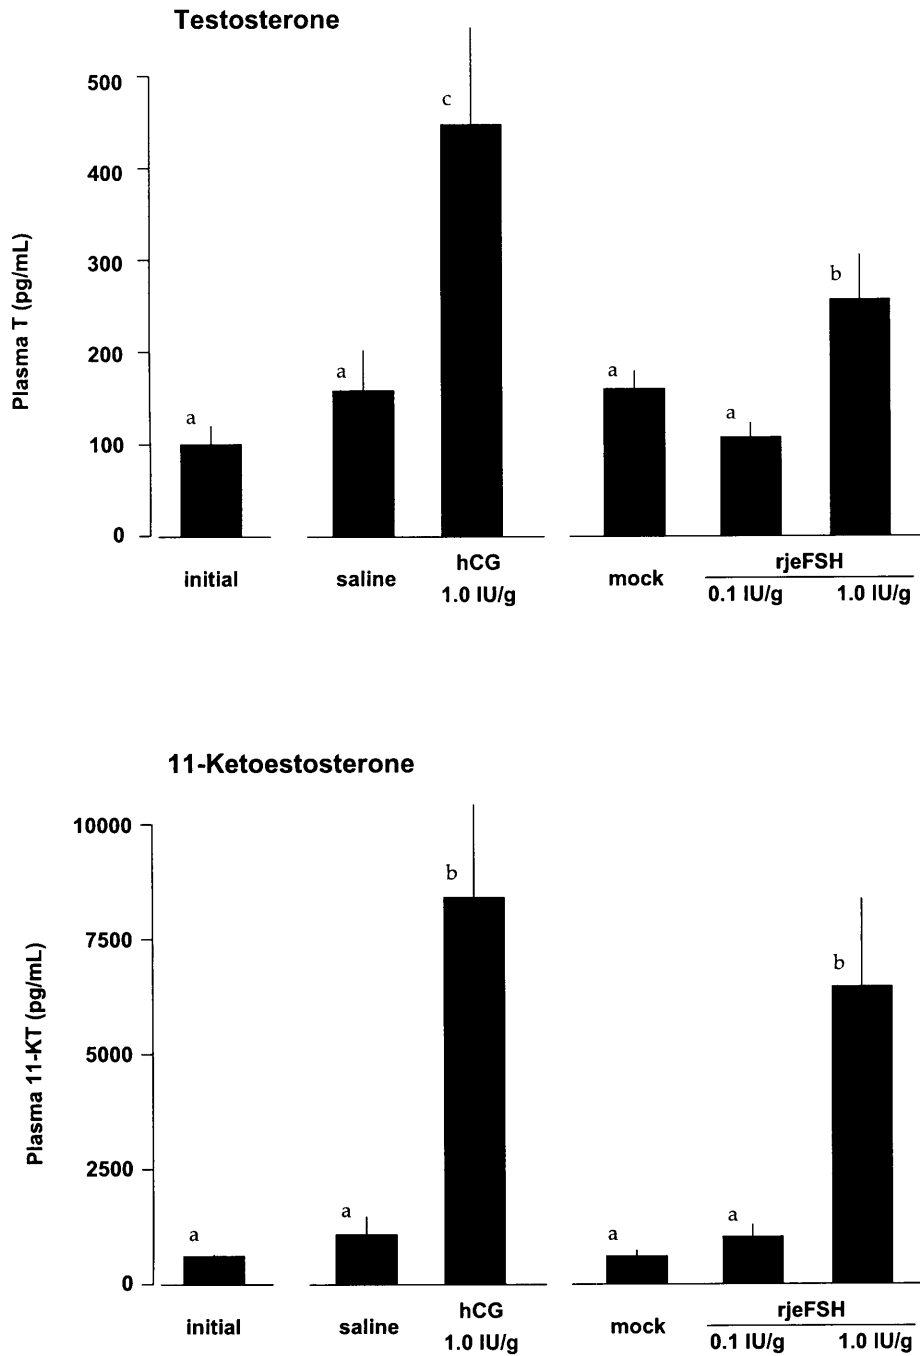 Testosterone
Plasma T (pg/mL)
500
400
300
200
100
0
a
a
c
a
a
b
initial
saline
hCG
1.0 IU/g
mock
rjeFSH
0.1 IU/g
1.0 IU/g
11-Ketoestosterone
Plasma 11-KT (pg/mL)
10000
7500
5000
2500
0
a
a
b
a
a
b
initial
saline
hCG
1.0 IU/g
mock
rjeFSH
0.1 IU/g
1.0 IU/g